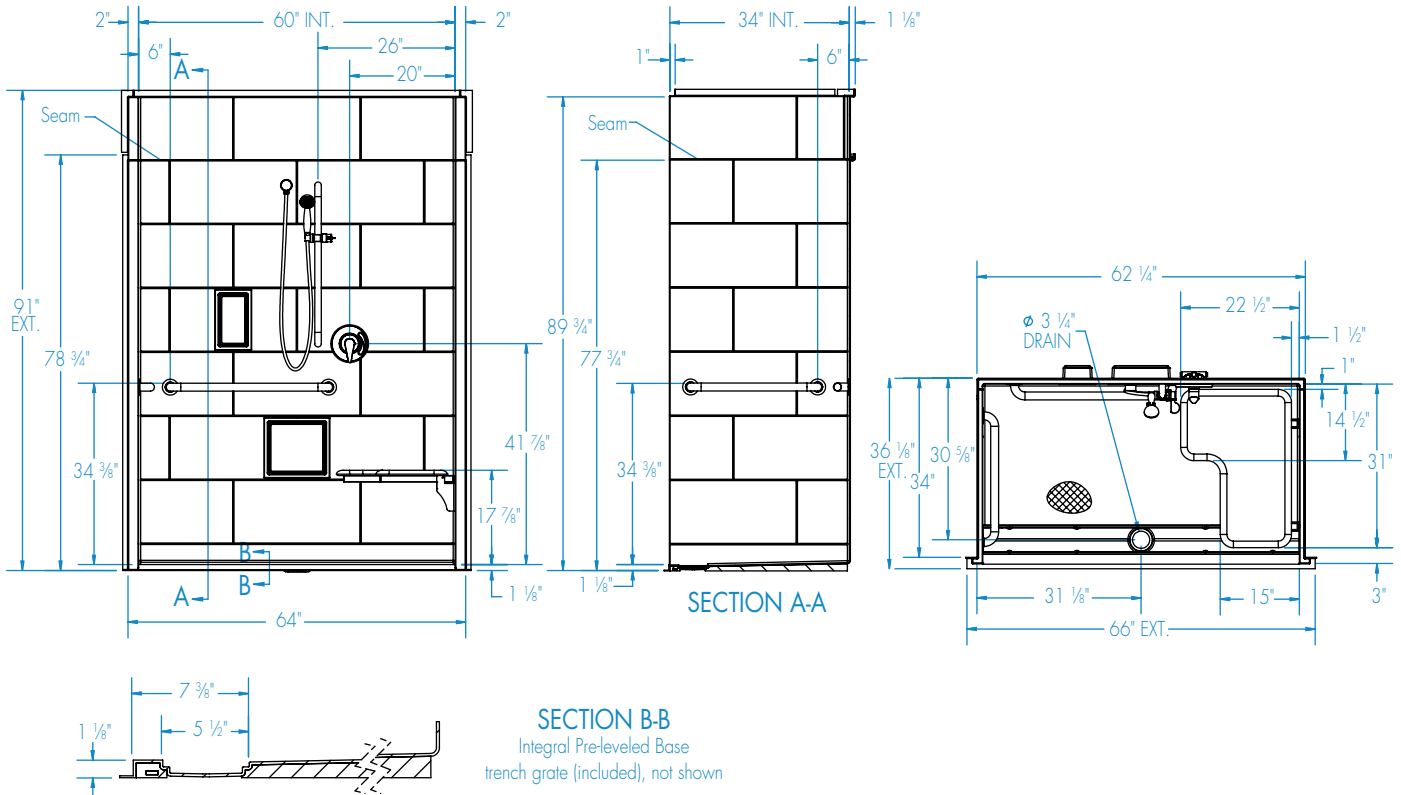 2"
60" INT.
2"
6"
26"
A
20"
Seam
91"
EXT.
78 ¾"
34 ⅜"
41 ⅞"
17 ⅞"
B
B
A
1 ⅛"
64"
34" INT.
1 ⅛"
1"
6"
Seam
89 ¾"
77 ¾"
34 ⅜"
1 ⅛"
SECTION A-A
62 ¼"
22 ½"
ø 3 ¼"
DRAIN
1 ½"
1"
14 ½"
36 ⅛"
EXT.
34"
30 ⅝"
31"
31 ⅛"
15"
3"
66" EXT.
7 ⅜"
5 ½"
1 ⅛"
SECTION B-B
Integral Pre-leveled Base
trench grate (included), not shown